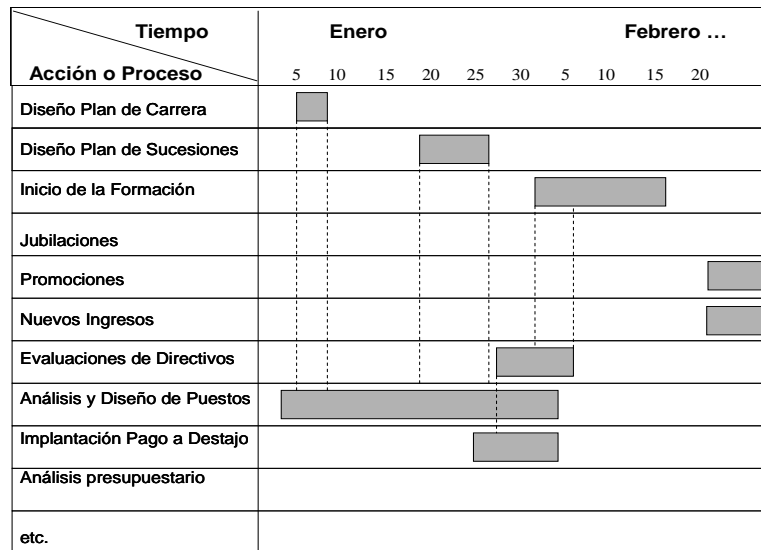 Tiempo Enero Febrero …
Acción o Proceso 5 10 15 20 25 30 5 10 15 20
Diseño Plan de Carrera
Diseño Plan de Sucesiones
Inicio de la Formación
Jubilaciones
Promociones
Nuevos Ingresos
Evaluaciones de Directivos
Análisis y Diseño de Puestos
Implantación Pago a Destajo
Análisis presupuestario
etc.